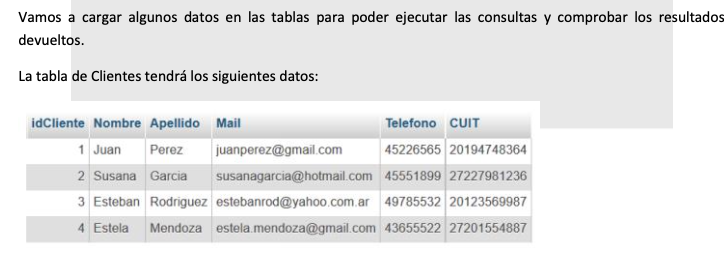 Vamos a cargar algunos datos en las tablas para poder ejecutar las consultas y comprobar los resultados
devueltos.
La tabla de Clientes tendrá los siguientes datos:
idCliente Nombre Apellido Mail Telefono CUIT
1 Juan Perez juanperez@gmail.com 45226565 20194748364
2 Susana Garcia susanagarcia@hotmail.com 45551899 27227981236
3 Esteban Rodriguez estebanrod@yahoo.com.ar 49785532 20123569987
4 Estela Mendoza estela.mendoza@gmail.com 43655522 27201554887